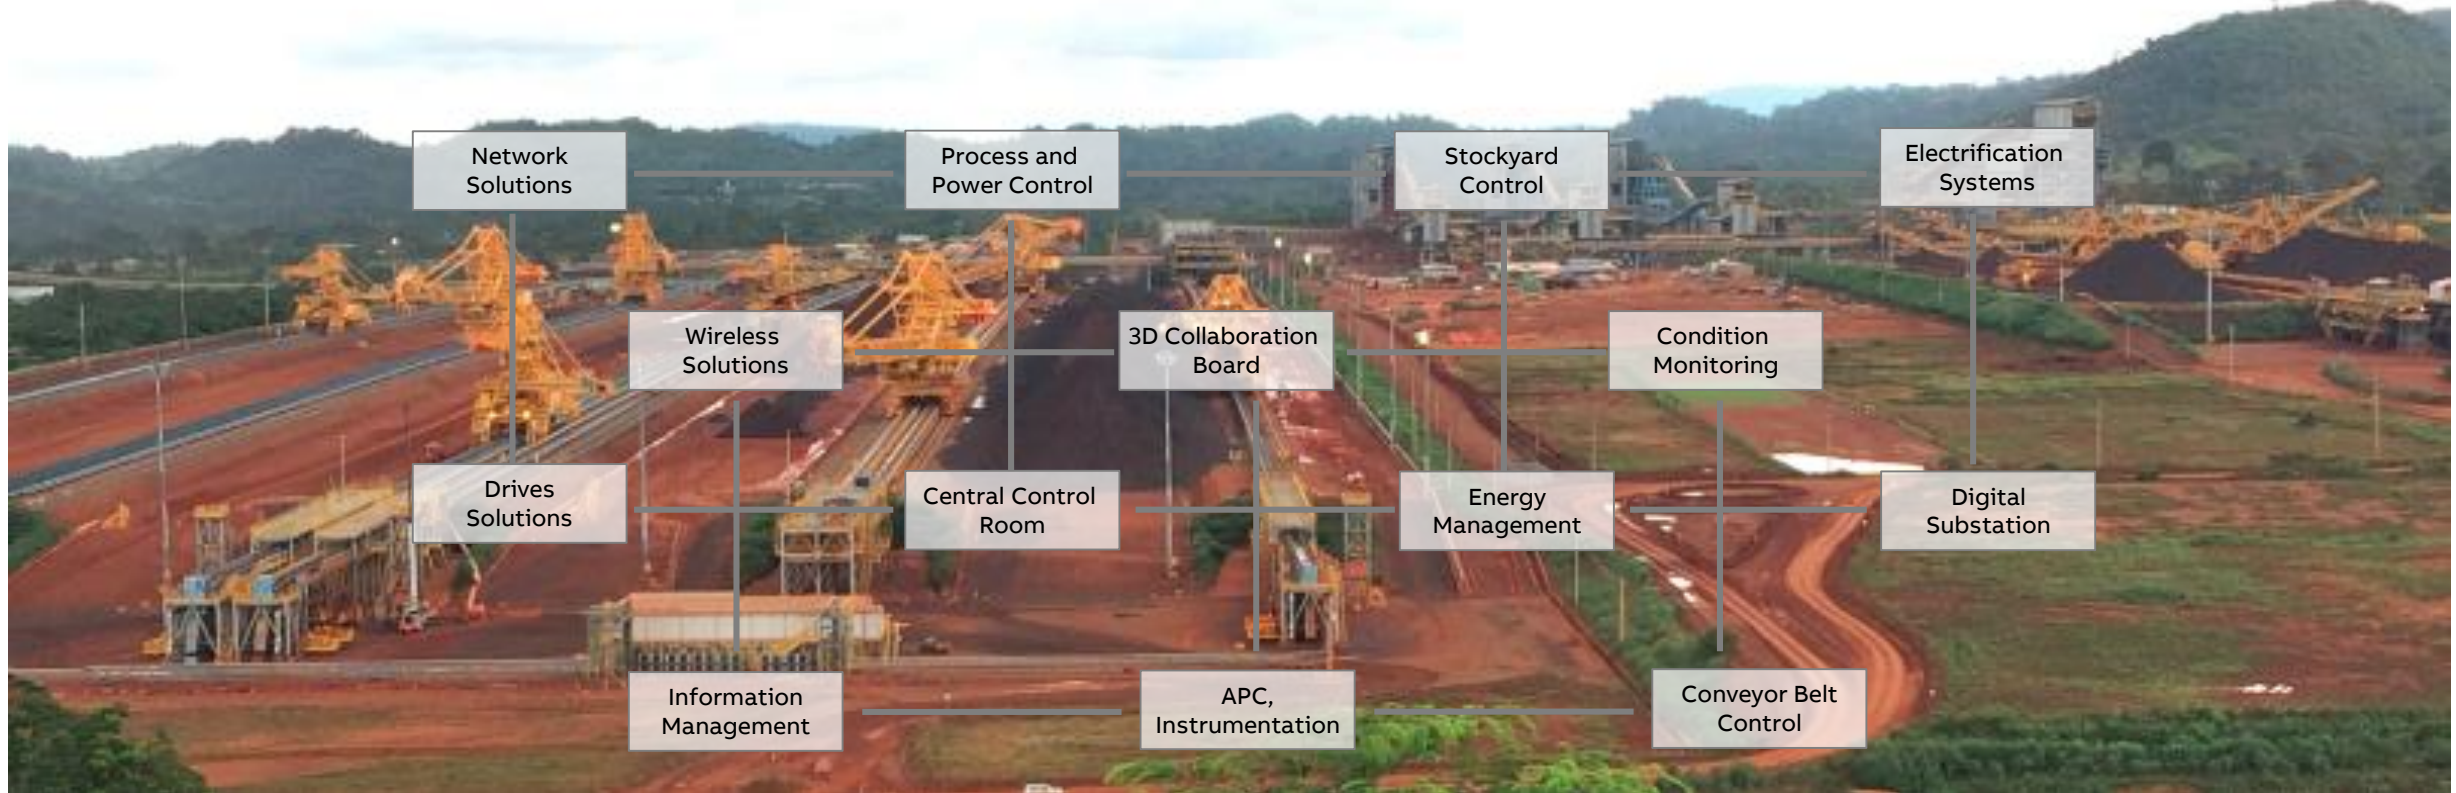 Network
Solutions
Process and
Power Control
Stockyard
Control
Electrification
Systems
Wireless
Solutions
3D Collaboration
Board
Condition
Monitoring
Drives
Solutions
Central Control
Room
Energy
Management
Digital
Substation
Information
Management
APC,
Instrumentation
Conveyor Belt
Control